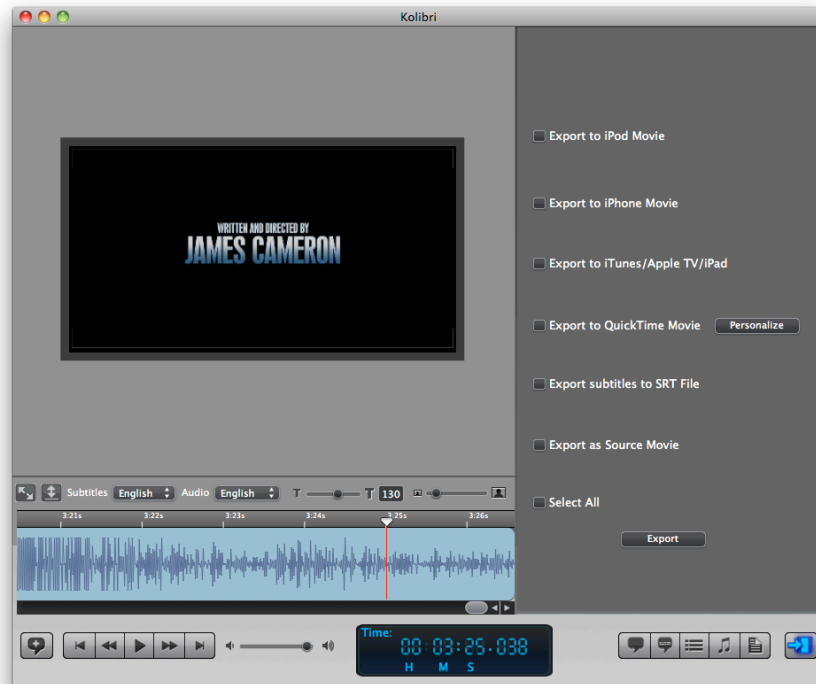 Kolibri
WRITTEN AND DIRECTED BY
JAMES CAMERON
Export to iPod Movie
Export to iPhone Movie
Export to iTunes/Apple TV/iPad
Export to QuickTime Movie Personalize
Export subtitles to SRT File
Export as Source Movie
Select All
Export
Subtitles English Audio English T T 130
3:21s 3:22s 3:23s 3:24s 3:25s 3:26s
Time:
00:03:25.038
H M S